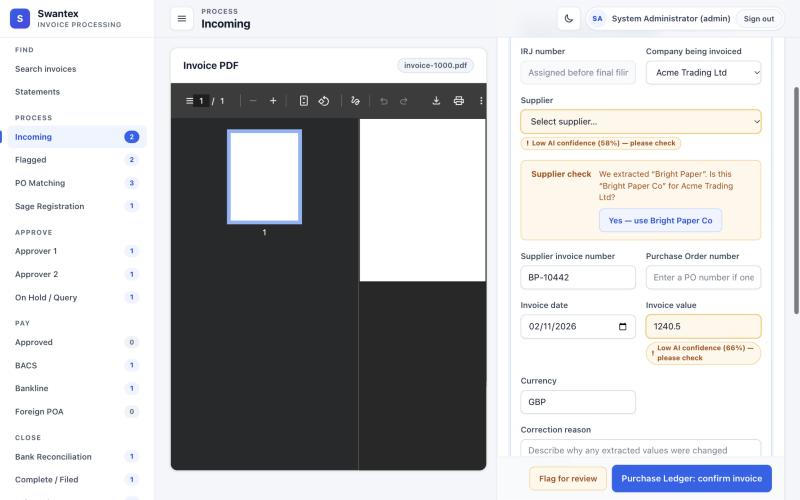 S
Swantex
INVOICE PROCESSING
FIND
Search invoices
Statements
PROCESS
Incoming 2
Flagged 2
PO Matching 3
Sage Registration 1
APPROVE
Approver 1 1
Approver 2 1
On Hold / Query 1
PAY
Approved 0
BACS 1
Bankline 1
Foreign POA 0
CLOSE
Bank Reconciliation 1
Complete / Filed 1
PROCESS
Incoming
SA System Administrator (admin) Sign out
Invoice PDF invoice-1000.pdf
1 / 1
1
IRJ number
Assigned before final filir
Company being invoiced
Acme Trading Ltd
Supplier
Select supplier...
! Low AI confidence (58%) — please check
Supplier check We extracted “Bright Paper”. Is this
“Bright Paper Co” for Acme Trading
Ltd?
Yes — use Bright Paper Co
Supplier invoice number
BP-10442
Purchase Order number
Enter a PO number if one
Invoice date
02/11/2026
Invoice value
1240.5
! Low AI confidence (66%) —
please check
Currency
GBP
Correction reason
Describe why any extracted values were changed
Flag for review
Purchase Ledger: confirm invoice